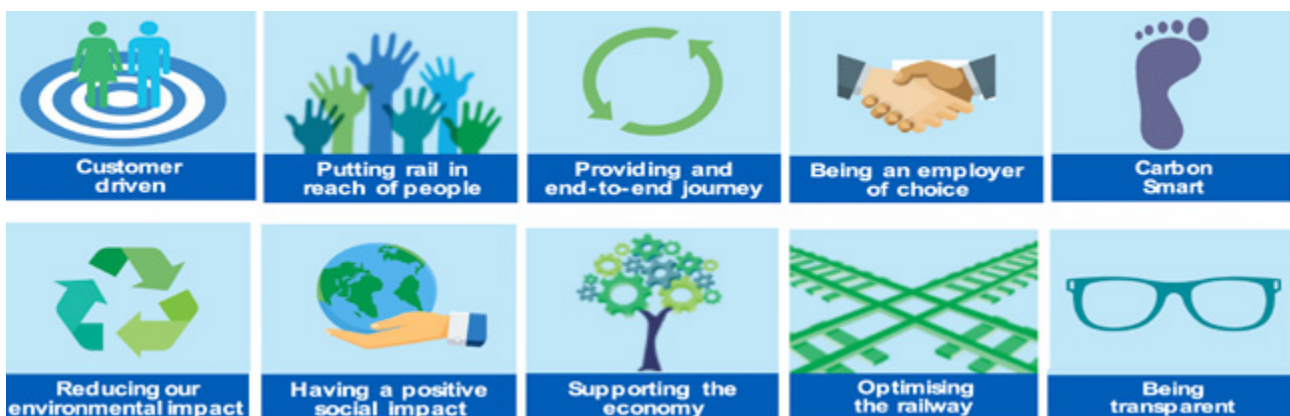 Customer
driven
Putting rail in
reach of people
Providing and
end-to-end journey
Being an employer
of choice
Carbon
Smart
Reducing our
environmental impact
Having a positive
social impact
Supporting the
economy
Optimising
the railway
Being
transparent